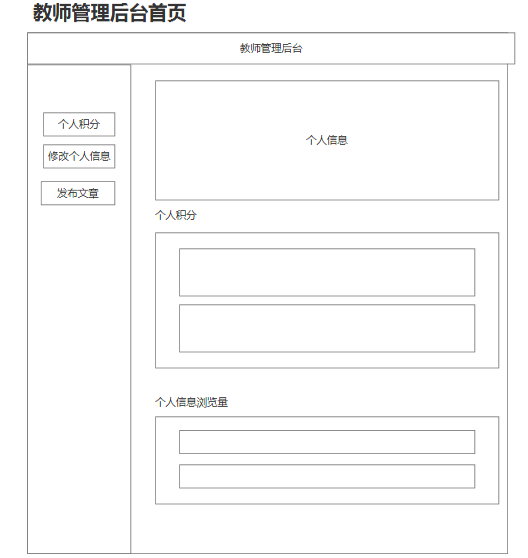 教师管理后台首页
教师管理后台
个人积分
修改个人信息
发布文章
个人信息
个人积分
个人信息浏览量